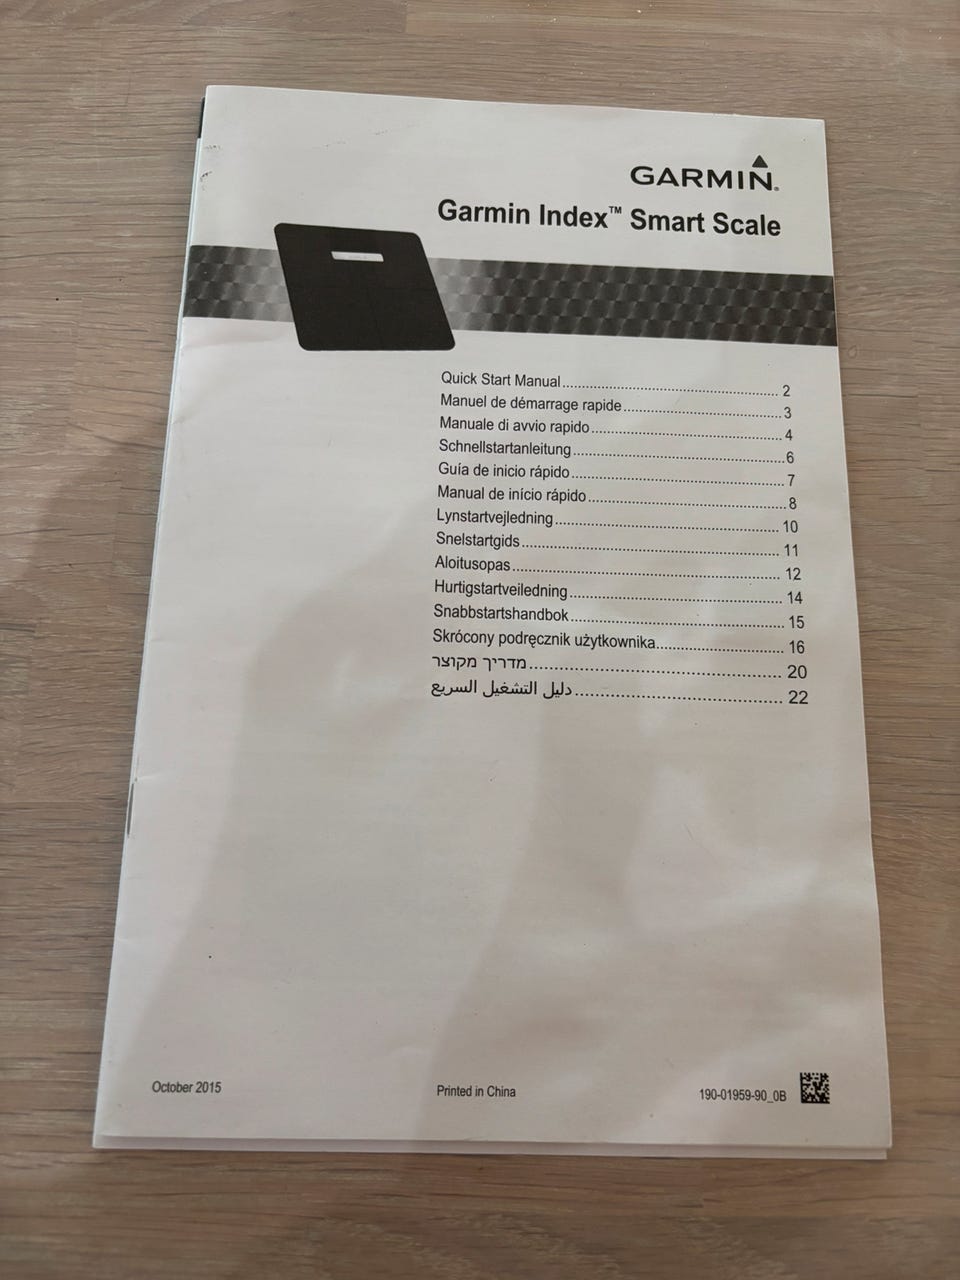 GARMIN®
Garmin Index™ Smart Scale
Quick Start Manual 2
Manuel de démarrage rapide 3
Manuale di avvio rapido 4
Schnellstartanleitung 6
Guía de inicio rápido 7
Manual de início rápido 8
Lynstartvejledning 10
Snelstartgids 11
Aloitusopas 12
Hurtigstartveiledning 14
Snabbstartshandbok 15
Skrócony podręcznik użytkownika 16
מדריך מקוצר 20
دليل التشغيل السريع 22
October 2015
Printed in China
190-01959-90_0B